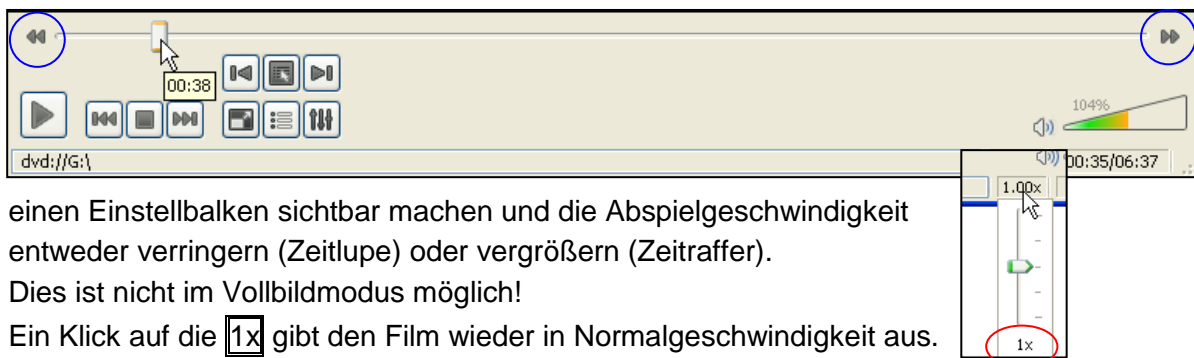 00:38
104%
dvd://G:\
00:35/06:37
1.00x
einen Einstellbalken sichtbar machen und die Abspielgeschwindigkeit
entweder verringern (Zeitlupe) oder vergrößern (Zeitraffer).
Dies ist nicht im Vollbildmodus möglich!
Ein Klick auf die 1x gibt den Film wieder in Normalgeschwindigkeit aus.
1x